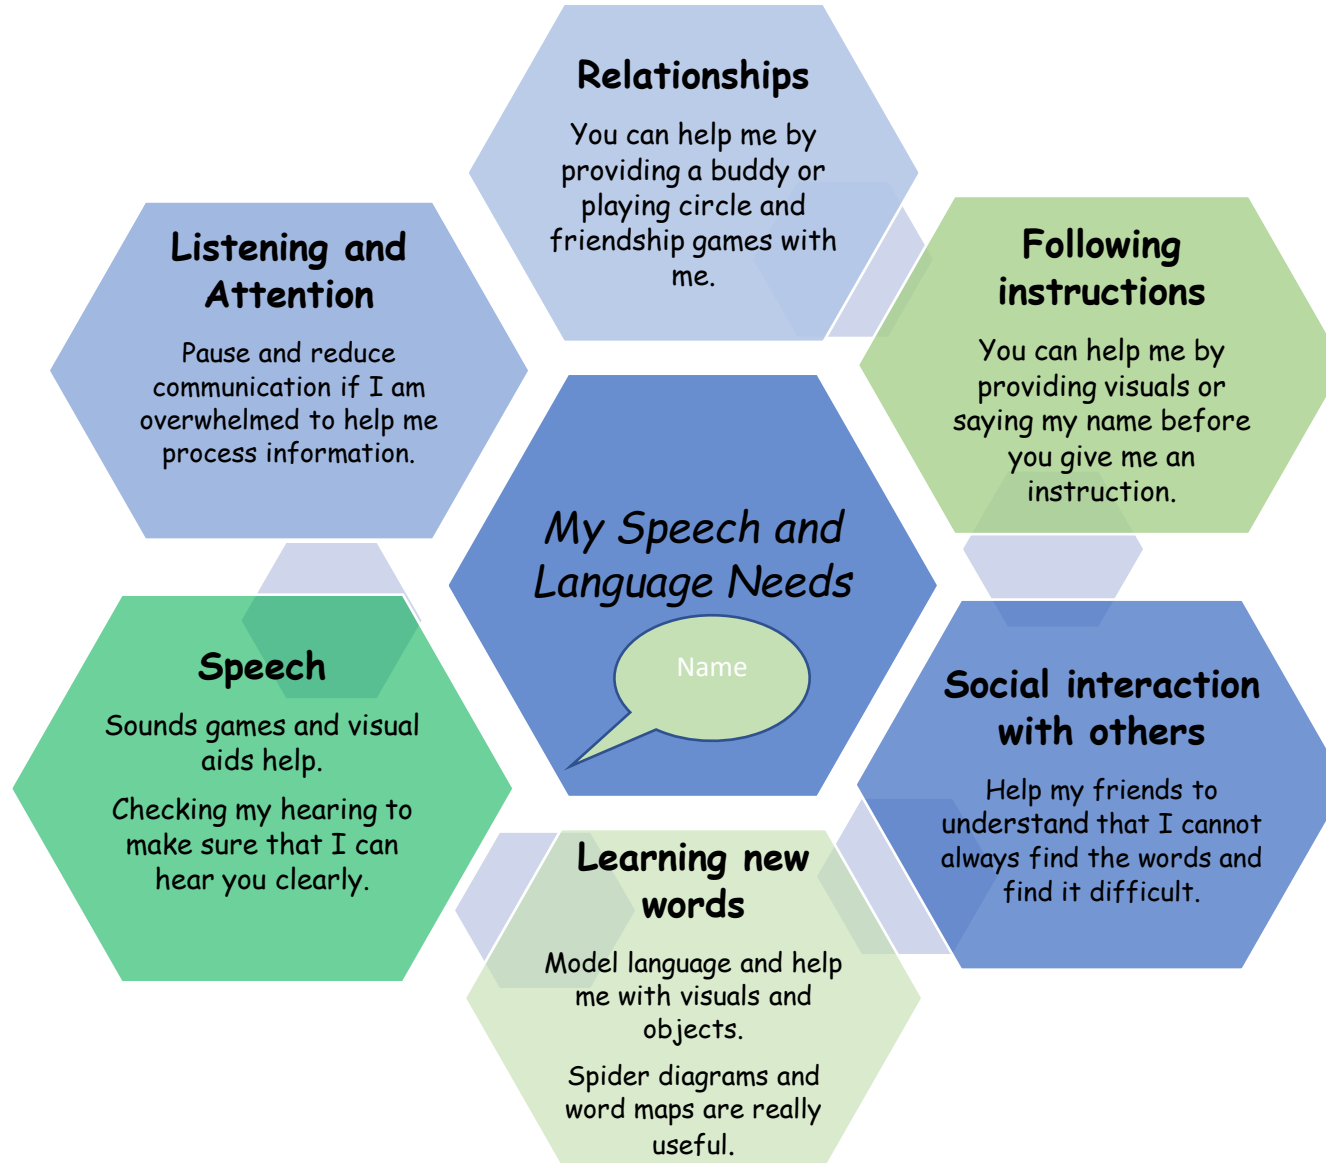 Relationships
You can help me by
providing a buddy or
playing circle and
friendship games with
me.
Listening and
Attention
Pause and reduce
communication if I am
overwhelmed to help me
process information.
Following
instructions
You can help me by
providing visuals or
saying my name before
you give me an
instruction.
My Speech and
Language Needs
Name
Speech
Sounds games and visual
aids help.
Checking my hearing to
make sure that I can
hear you clearly.
Social interaction
with others
Help my friends to
understand that I cannot
always find the words and
find it difficult.
Learning new
words
Model language and help
me with visuals and
objects.
Spider diagrams and
word maps are really
useful.